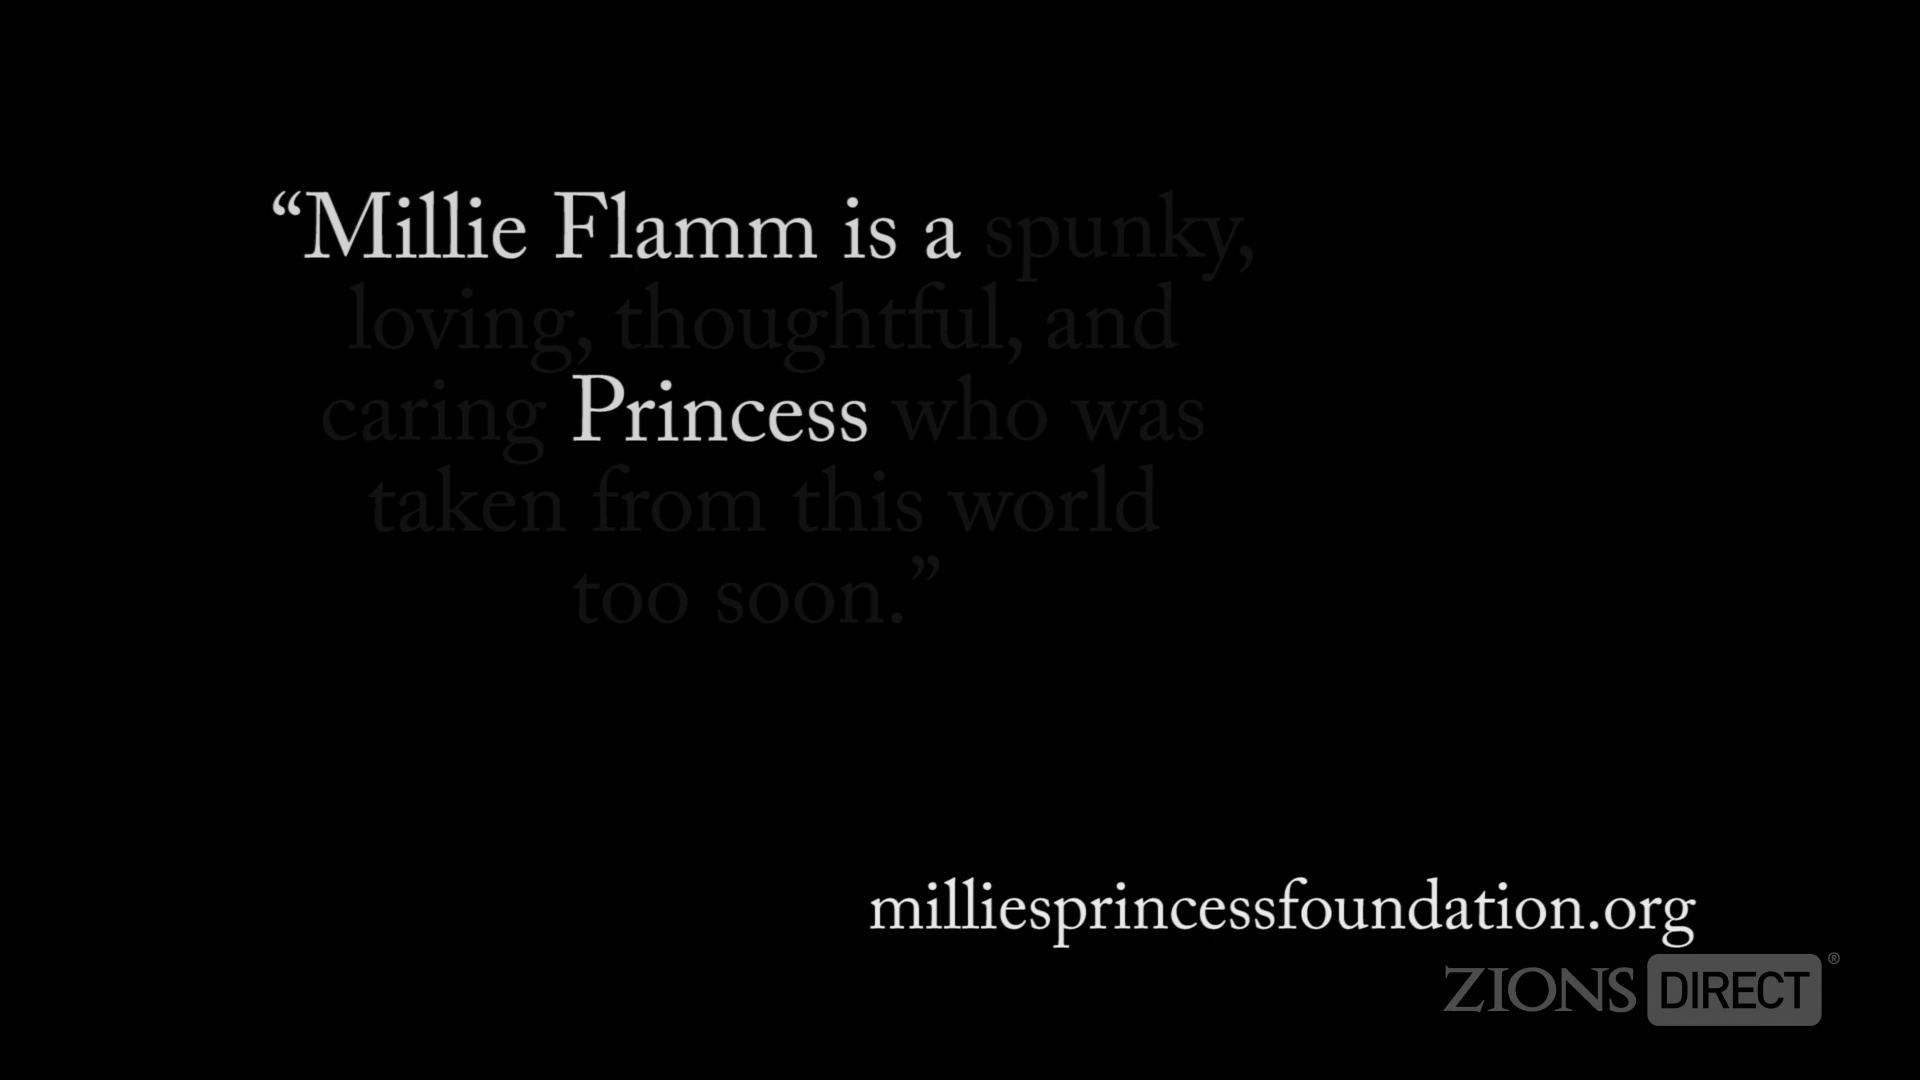 “Millie Flamm is a spunky,
loving, thoughtful, and
caring Princess who was
taken from this world
too soon.”
milliesprincessfoundation.org
ZIONS DIRECT®